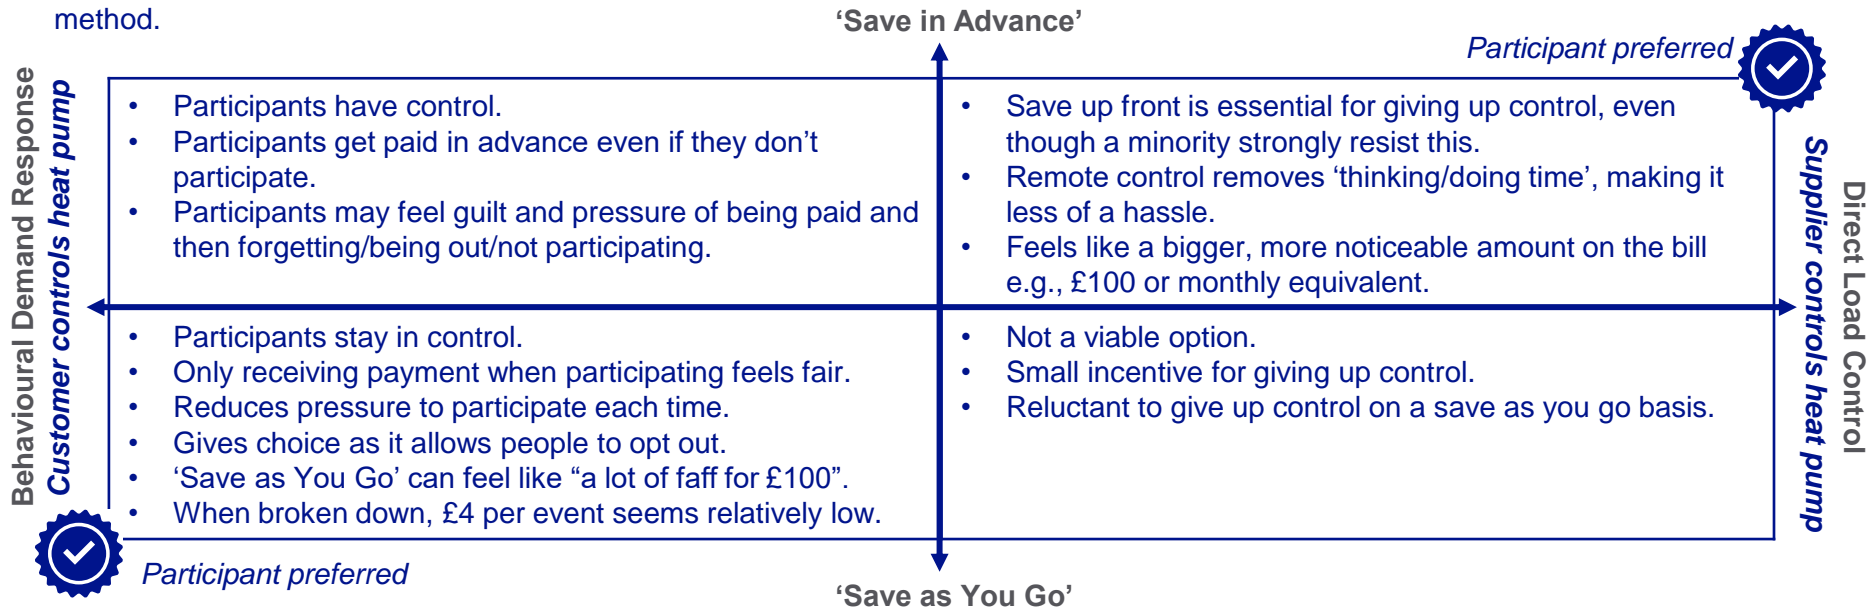 method.
‘Save in Advance’
Participant preferred
Behavioural Demand Response
Customer controls heat pump
• Participants have control.
• Participants get paid in advance even if they don’t
participate.
• Participants may feel guilt and pressure of being paid and
then forgetting/being out/not participating.
• Save up front is essential for giving up control, even
though a minority strongly resist this.
• Remote control removes ‘thinking/doing time’, making it
less of a hassle.
• Feels like a bigger, more noticeable amount on the bill
e.g., £100 or monthly equivalent.
Supplier controls heat pump
Direct Load Control
• Participants stay in control.
• Only receiving payment when participating feels fair.
• Reduces pressure to participate each time.
• Gives choice as it allows people to opt out.
• ‘Save as You Go’ can feel like “a lot of faff for £100”.
• When broken down, £4 per event seems relatively low.
• Not a viable option.
• Small incentive for giving up control.
• Reluctant to give up control on a save as you go basis.
Participant preferred
‘Save as You Go’